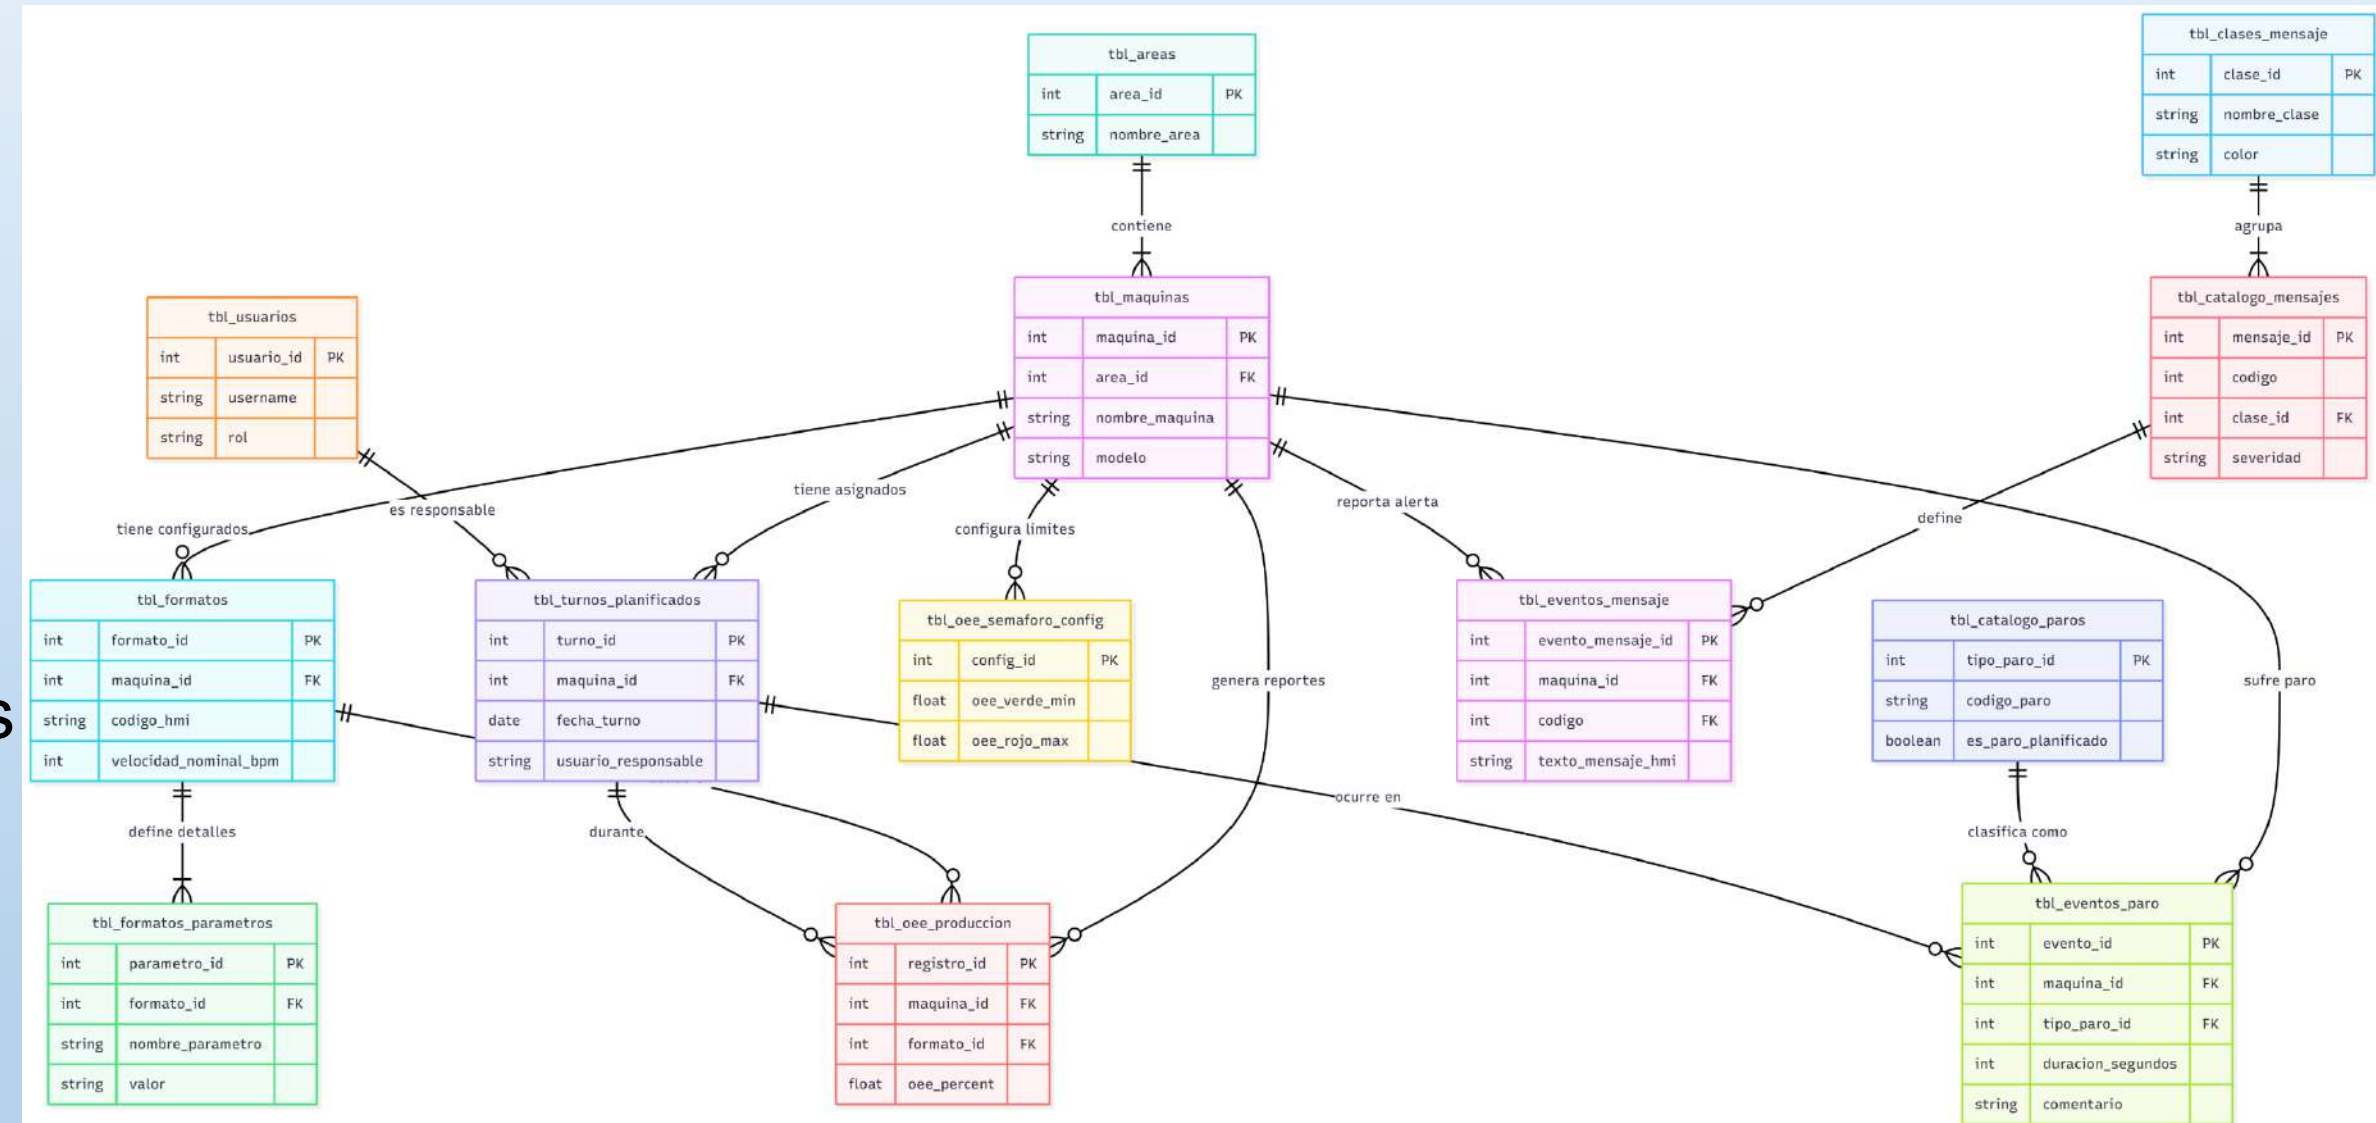 tbl_areas
int area_id PK
string nombre_area
tbl_clases_mensaje
int clase_id PK
string nombre_clase
string color
contiene
agrupa
tbl_usuarios
int usuario_id PK
string username
string rol
tbl_maquinas
int maquina_id PK
int area_id FK
string nombre_maquina
string modelo
tbl_catalogo_mensajes
int mensaje_id PK
int codigo
int clase_id FK
string severidad
tiene configurados
es responsable
tiene asignados
configura límites
reporta alerta
define
tbl_formatos
int formato_id PK
int maquina_id FK
string codigo_hmi
int velocidad_nominal_bpm
tbl_turnos_planificados
int turno_id PK
int maquina_id FK
date fecha_turno
string usuario_responsable
tbl_oee_semaforo_config
int config_id PK
float oee_verde_min
float oee_rojo_max
genera reportes
tbl_eventos_mensaje
int evento_mensaje_id PK
int maquina_id FK
int codigo FK
string texto_mensaje_hmi
tbl_catalogo_paros
int tipo_paro_id PK
string codigo_paro
boolean es_paro_planificado
sufre paro
s
define detalles
durante
ocurre en
clasifica como
tbl_formatos_parametros
int parametro_id PK
int formato_id FK
string nombre_parametro
string valor
tbl_oee_produccion
int registro_id PK
int maquina_id FK
int formato_id FK
float oee_percent
tbl_eventos_paro
int evento_id PK
int maquina_id FK
int tipo_paro_id FK
int duracion_segundos
string comentario